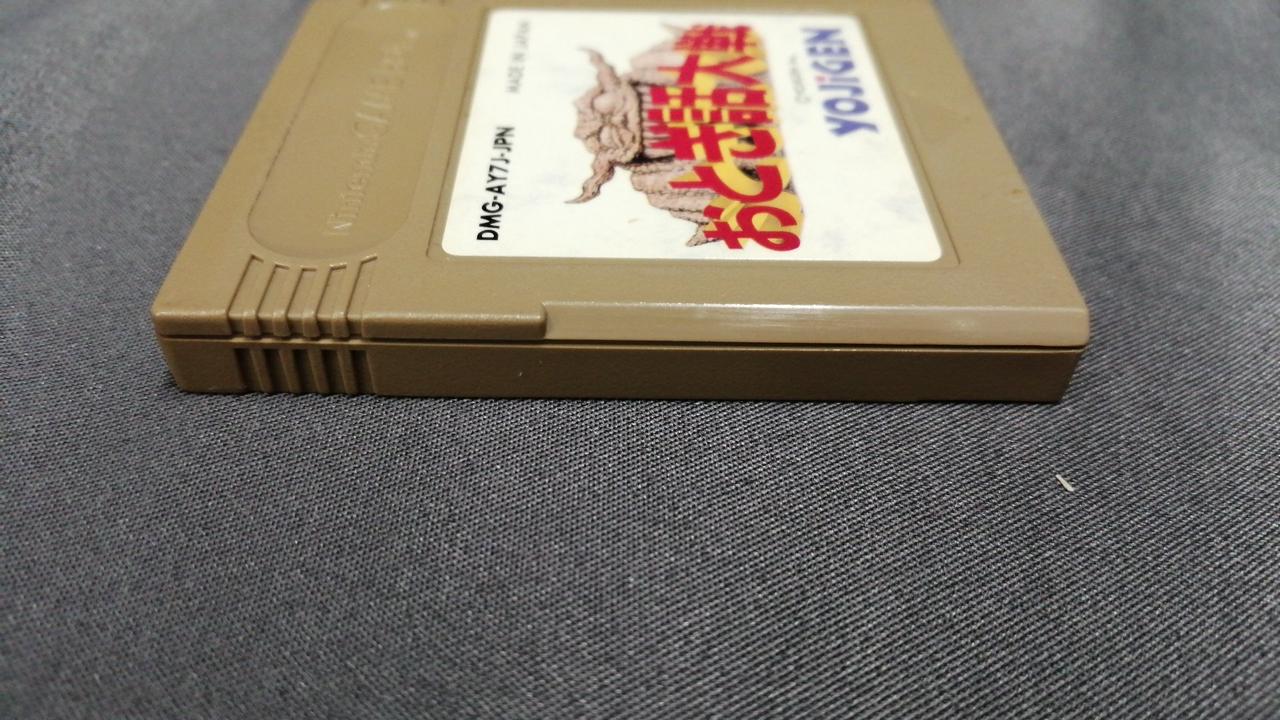 Nintendo GAME BOY
DMG-AY7J-JPN
MADE IN JAPAN
おとぎ話大戦
YOJIGEN